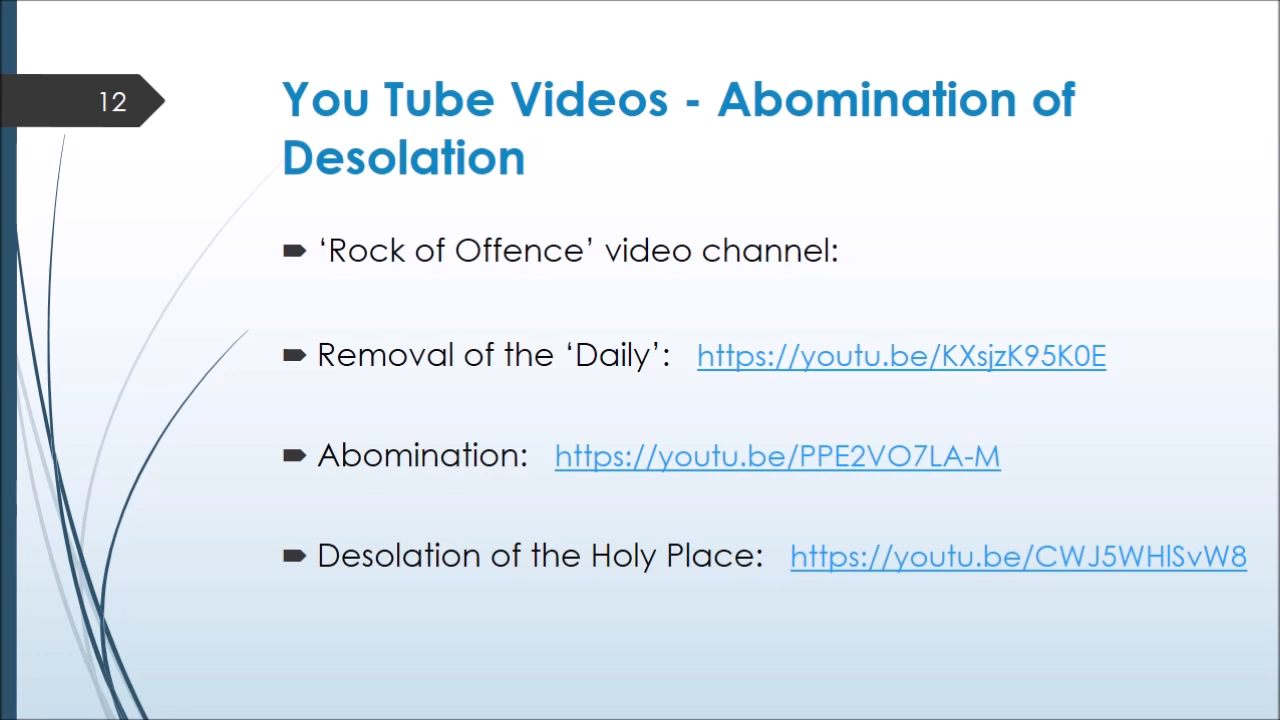 12
You Tube Videos - Abomination of
Desolation
‘Rock of Offence’ video channel:
Removal of the ‘Daily’: https://youtu.be/KXsjzK95K0E
Abomination: https://youtu.be/PPE2VO7LA-M
Desolation of the Holy Place: https://youtu.be/CWJ5WHlSvW8